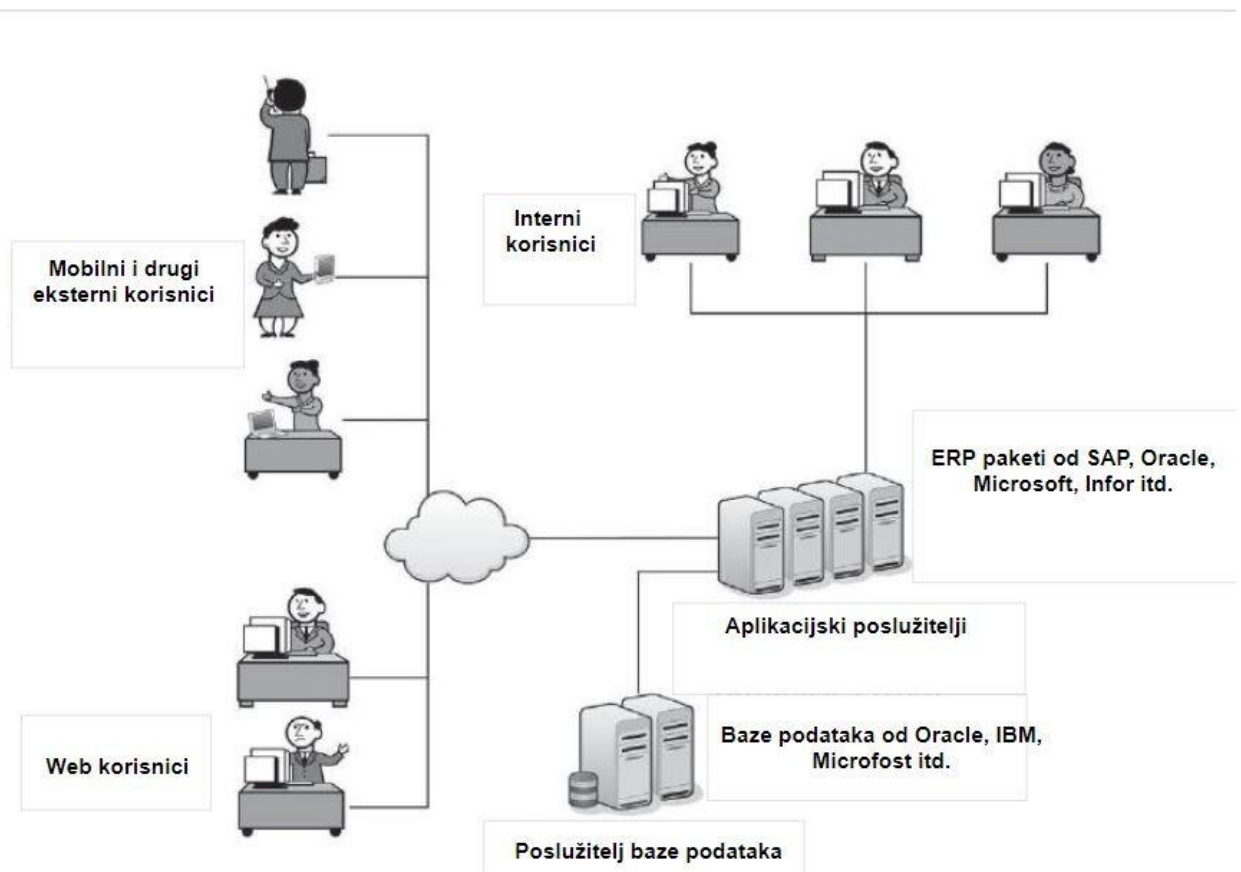 Interni
korisnici
Mobilni i drugi
eksterni korisnici
ERP paketi od SAP, Oracle,
Microsoft, Infor itd.
Aplikacijski poslužitelji
Baze podataka od Oracle, IBM,
Microfost itd.
Web korisnici
Poslužitelj baze podataka